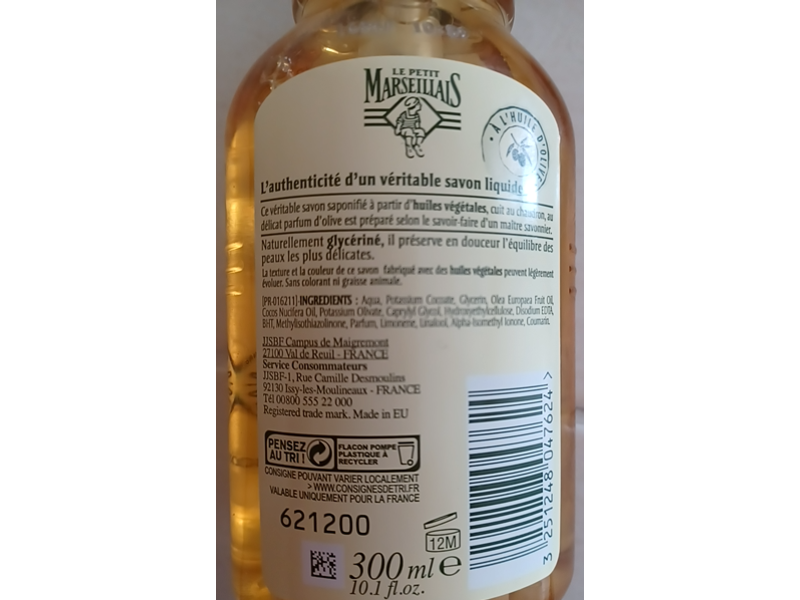 LE PETIT
MARSEILLAIS
• À L'HUILE D'OLIVE
L'authenticité d'un véritable savon liquide
Ce véritable savon saponifié à partir d'huiles végétales, cuit au chaudron, au
délicat parfum d'olive est préparé selon le savoir-faire d'un maître savonnier.
Naturellement glycériné, il préserve en douceur l'équilibre des
peaux les plus délicates.
La texture et la couleur de ce savon fabriqué avec des huiles végétales peuvent légèrement
évoluer. Sans colorant ni graisse animale.
[PR-016211] INGREDIENTS : Aqua, Potassium Cocoate, Glycerin, Olea Europaea Fruit Oil,
Cocos Nucifera Oil, Potassium Olivate, Caprylyl Glycol, Hydroxyethylcellulose, Disodium EDTA,
BHT, Methylisothiazolinone, Parfum, Limonene, Linalool, Alpha-Isomethyl Ionone, Coumarin.
JJSBF Campus de Maigremont
27100 Val de Reuil - FRANCE
Service Consommateurs
JJSBF-1, Rue Camille Desmoulins
92130 Issy-les-Moulineaux - FRANCE
Tél 00800 555 22 000
Registered trade mark. Made in EU
PENSEZ
AU TRI !
FLACON POMPE
PLASTIQUE À
RECYCLER
CONSIGNE POUVANT VARIER LOCALEMENT
> WWW.CONSIGNESDETRI.FR
VALABLE UNIQUEMENT POUR LA FRANCE
621200
12M
300 ml e
10.1 fl.oz.
3 251248 047624 >